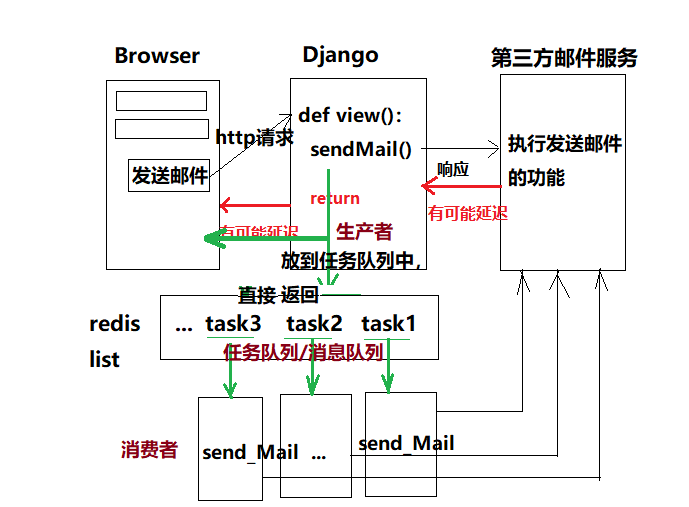 Browser
Django
第三方邮件服务
def view():
http请求
sendMail()
执行发送邮件
的功能
发送邮件
响应
return
有可能延迟
有可能延迟
生产者
放到任务队列中，
直接 返回
redis
list
... task3 task2 task1
任务队列/消息队列
消费者
send_Mail
...
send_Mail